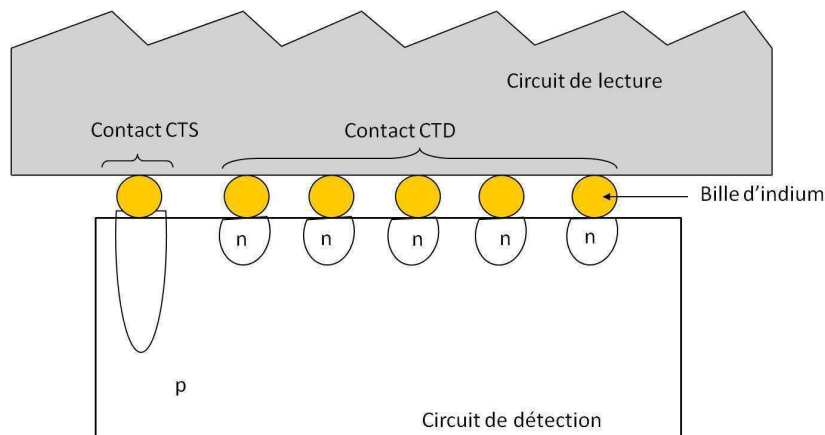 Circuit de lecture
Contact CTS
Contact CTD
Bille d'indium
n
n
n
n
n
p
Circuit de détection